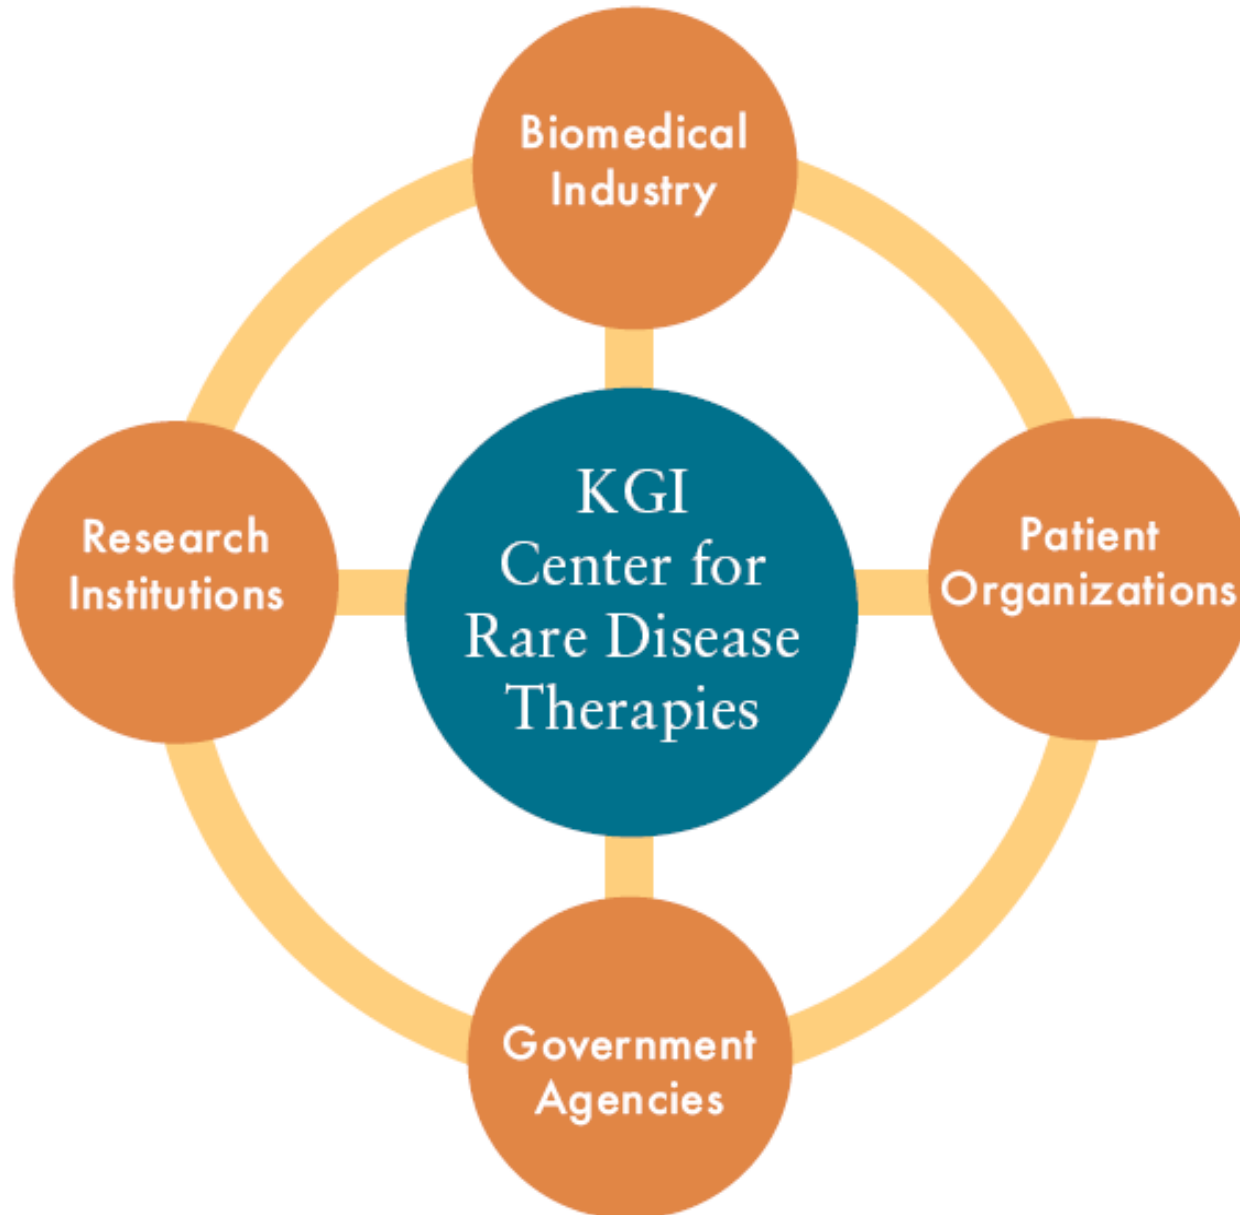 Biomedical
Industry
Research
Institutions
KGI
Center for
Rare Disease
Therapies
Patient
Organizations
Government
Agencies